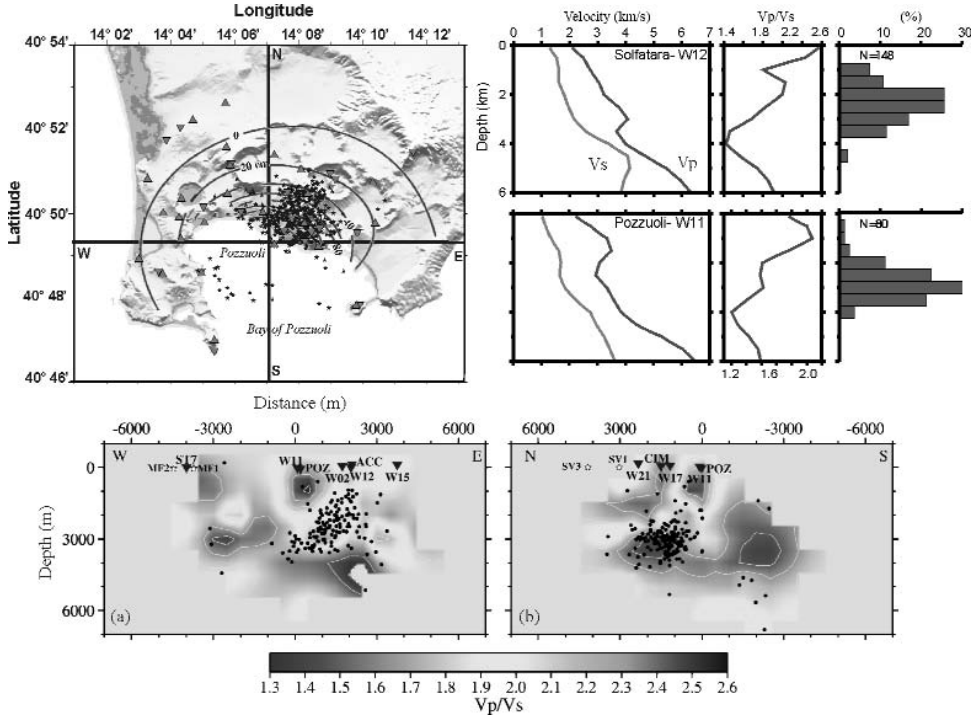 Longitude
14° 02' 14° 04' 14° 06' 14° 08' 14° 10' 14° 12'
40° 54'
40° 52'
40° 50'
40° 48'
40° 46'
Latitude
N
0
20 cm
W
E
Pozzuoli
Bay of Pozzuoli
S
Velocity (km/s)
0 1 2 3 4 5 6 7
Vp/Vs
1.4 1.8 2.2 2.6
(%)
0 10 20 30
Depth (km)
0
2
4
6
Solfatara- W12
Vs
Vp
N=148
Pozzuoli- W11
N=80
1.2 1.6 2.0
Distance (m)
-6000 -3000 0 3000 6000
6000 3000 0 -3000 -6000
Depth (m)
0
3000
6000
W
E
S17
MF2
MF1
W11
POZ
W02
W12
ACC
W15
(a)
N
S
SV3
SV1
CIM
W21
W17
W11
POZ
(b)
1.3 1.4 1.5 1.6 1.7 1.8 1.9 2.0 2.1 2.2 2.3 2.4 2.5 2.6
Vp/Vs